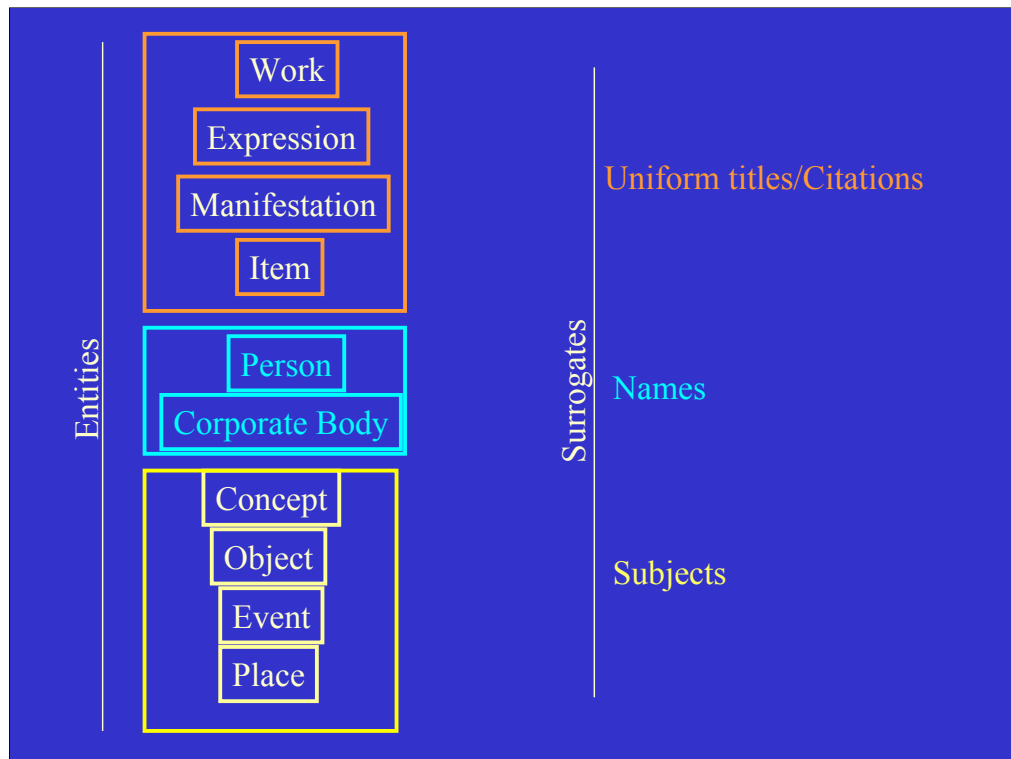 Entities
Work
Expression
Manifestation
Item
Person
Corporate Body
Concept
Object
Event
Place
Surrogates
Uniform titles/Citations
Names
Subjects